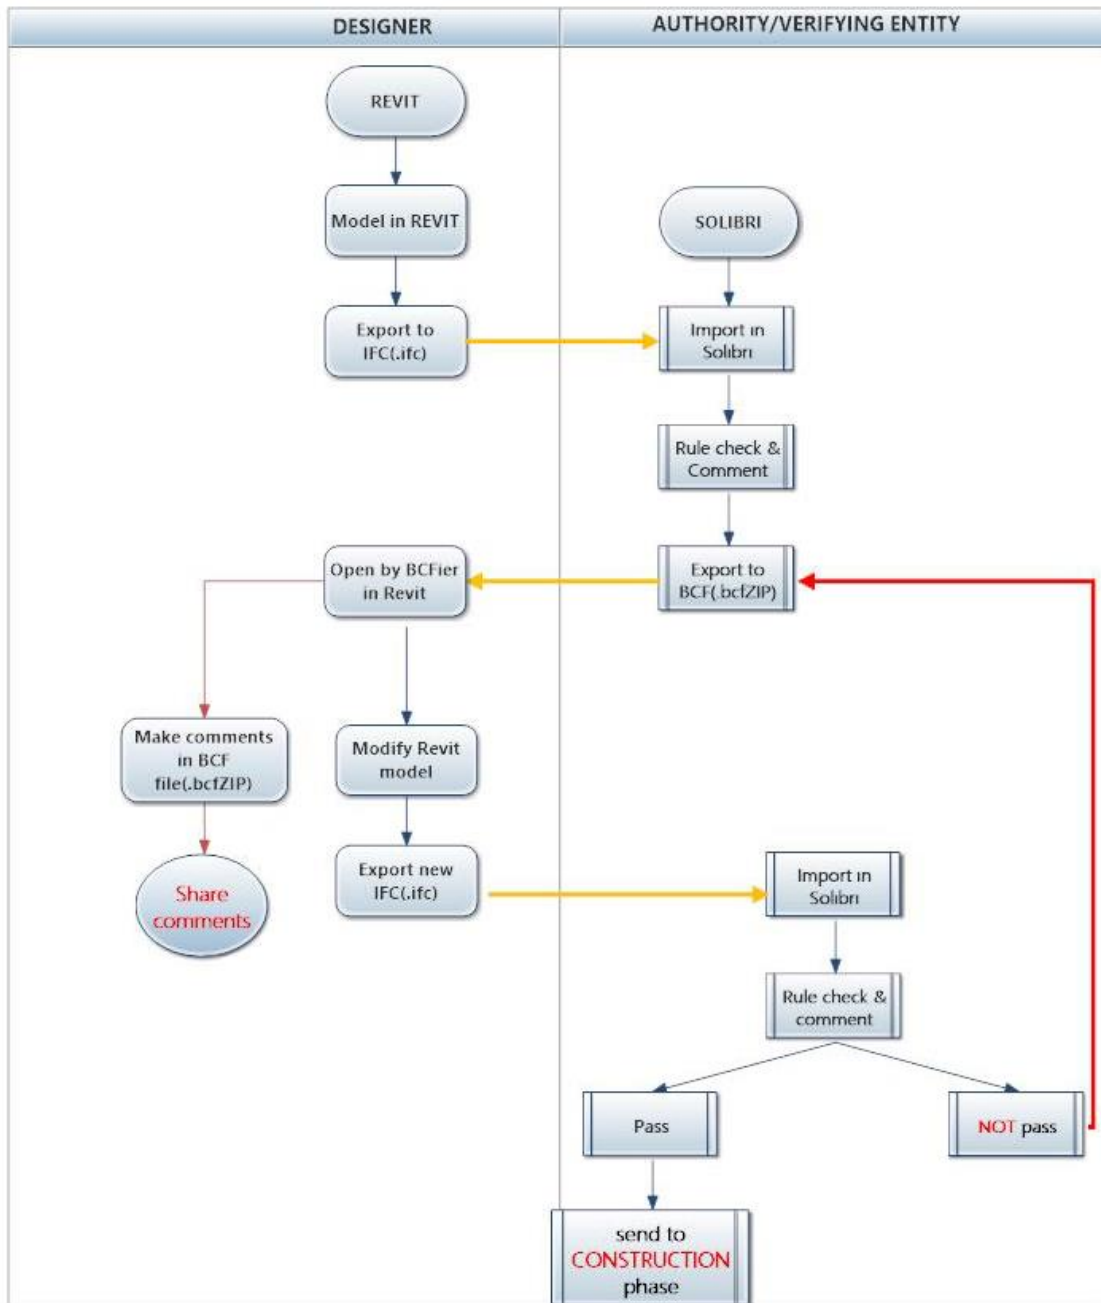 DESIGNER
AUTHORITY/VERIFYING ENTITY
REVIT
Model in REVIT
SOLIBRI
Export to
IFC(.ifc)
Import in
Solibri
Rule check &
Comment
Open by BCFier
in Revit
Export to
BCF(.bcfZIP)
Make comments
in BCF
file(.bcfZIP)
Modify Revit
model
Share
comments
Export new
IFC(.ifc)
Import in
Solibri
Rule check &
comment
Pass
NOT pass
send to
CONSTRUCTION
phase